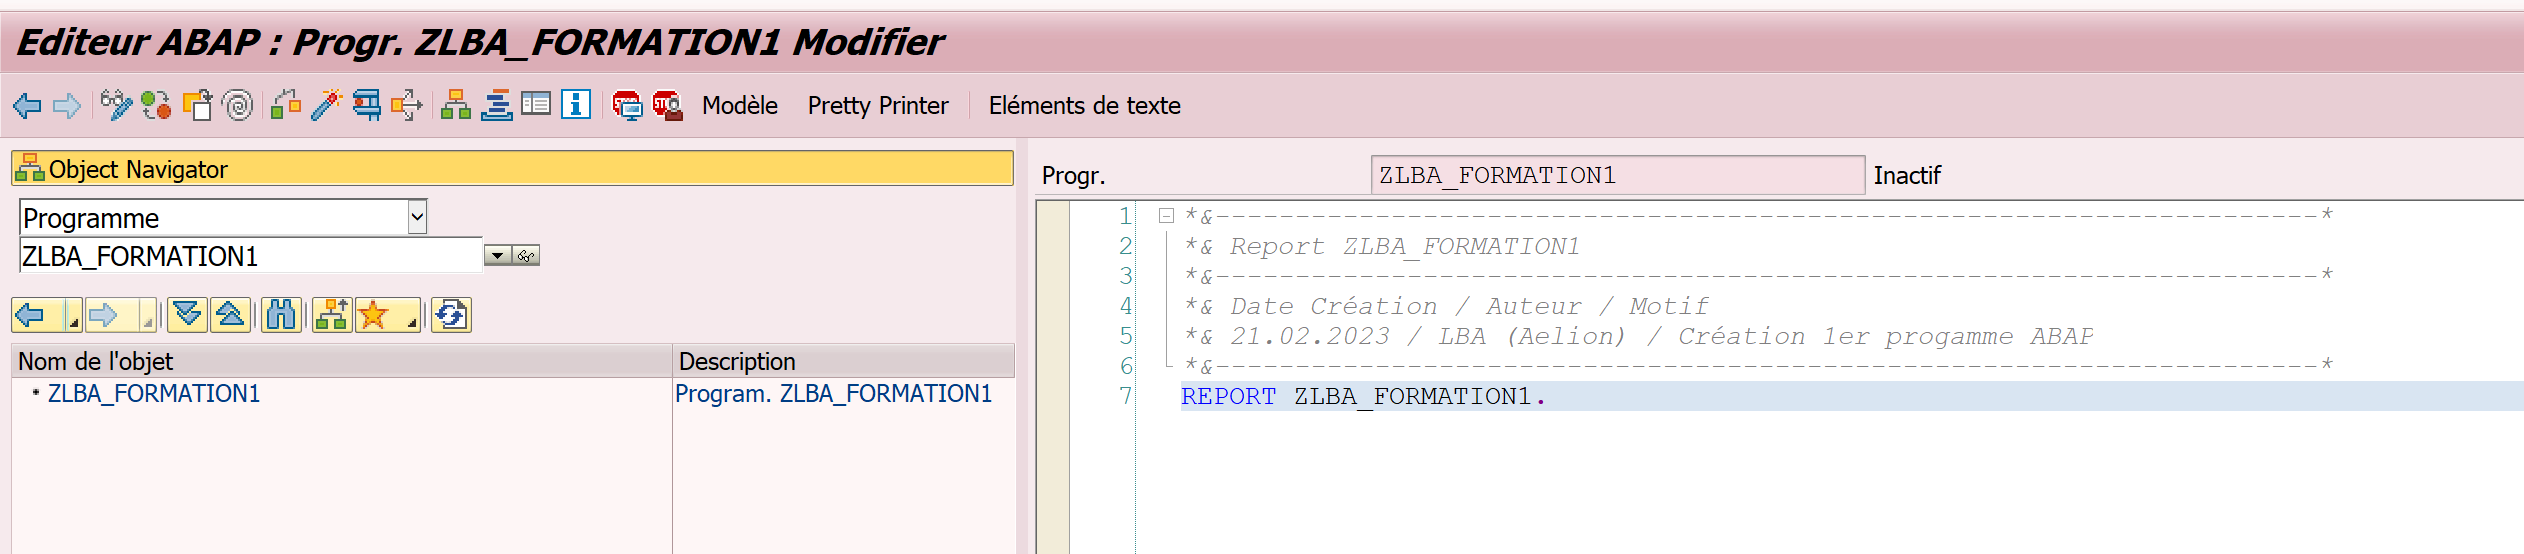 Editeur ABAP : Progr. ZLBA_FORMATION1 Modifier
Modèle Pretty Printer Eléments de texte
Object Navigator
Programme
ZLBA_FORMATION1
Nom de l'objet Description
ZLBA_FORMATION1 Program. ZLBA_FORMATION1
Progr. ZLBA_FORMATION1 Inactif
1 *&---------------------------------------------------------------------*
2 *& Report ZLBA_FORMATION1
3 *&---------------------------------------------------------------------*
4 *& Date Création / Auteur / Motif
5 *& 21.02.2023 / LBA (Aelion) / Création 1er progamme ABAP
6 *&---------------------------------------------------------------------*
7 REPORT ZLBA_FORMATION1.